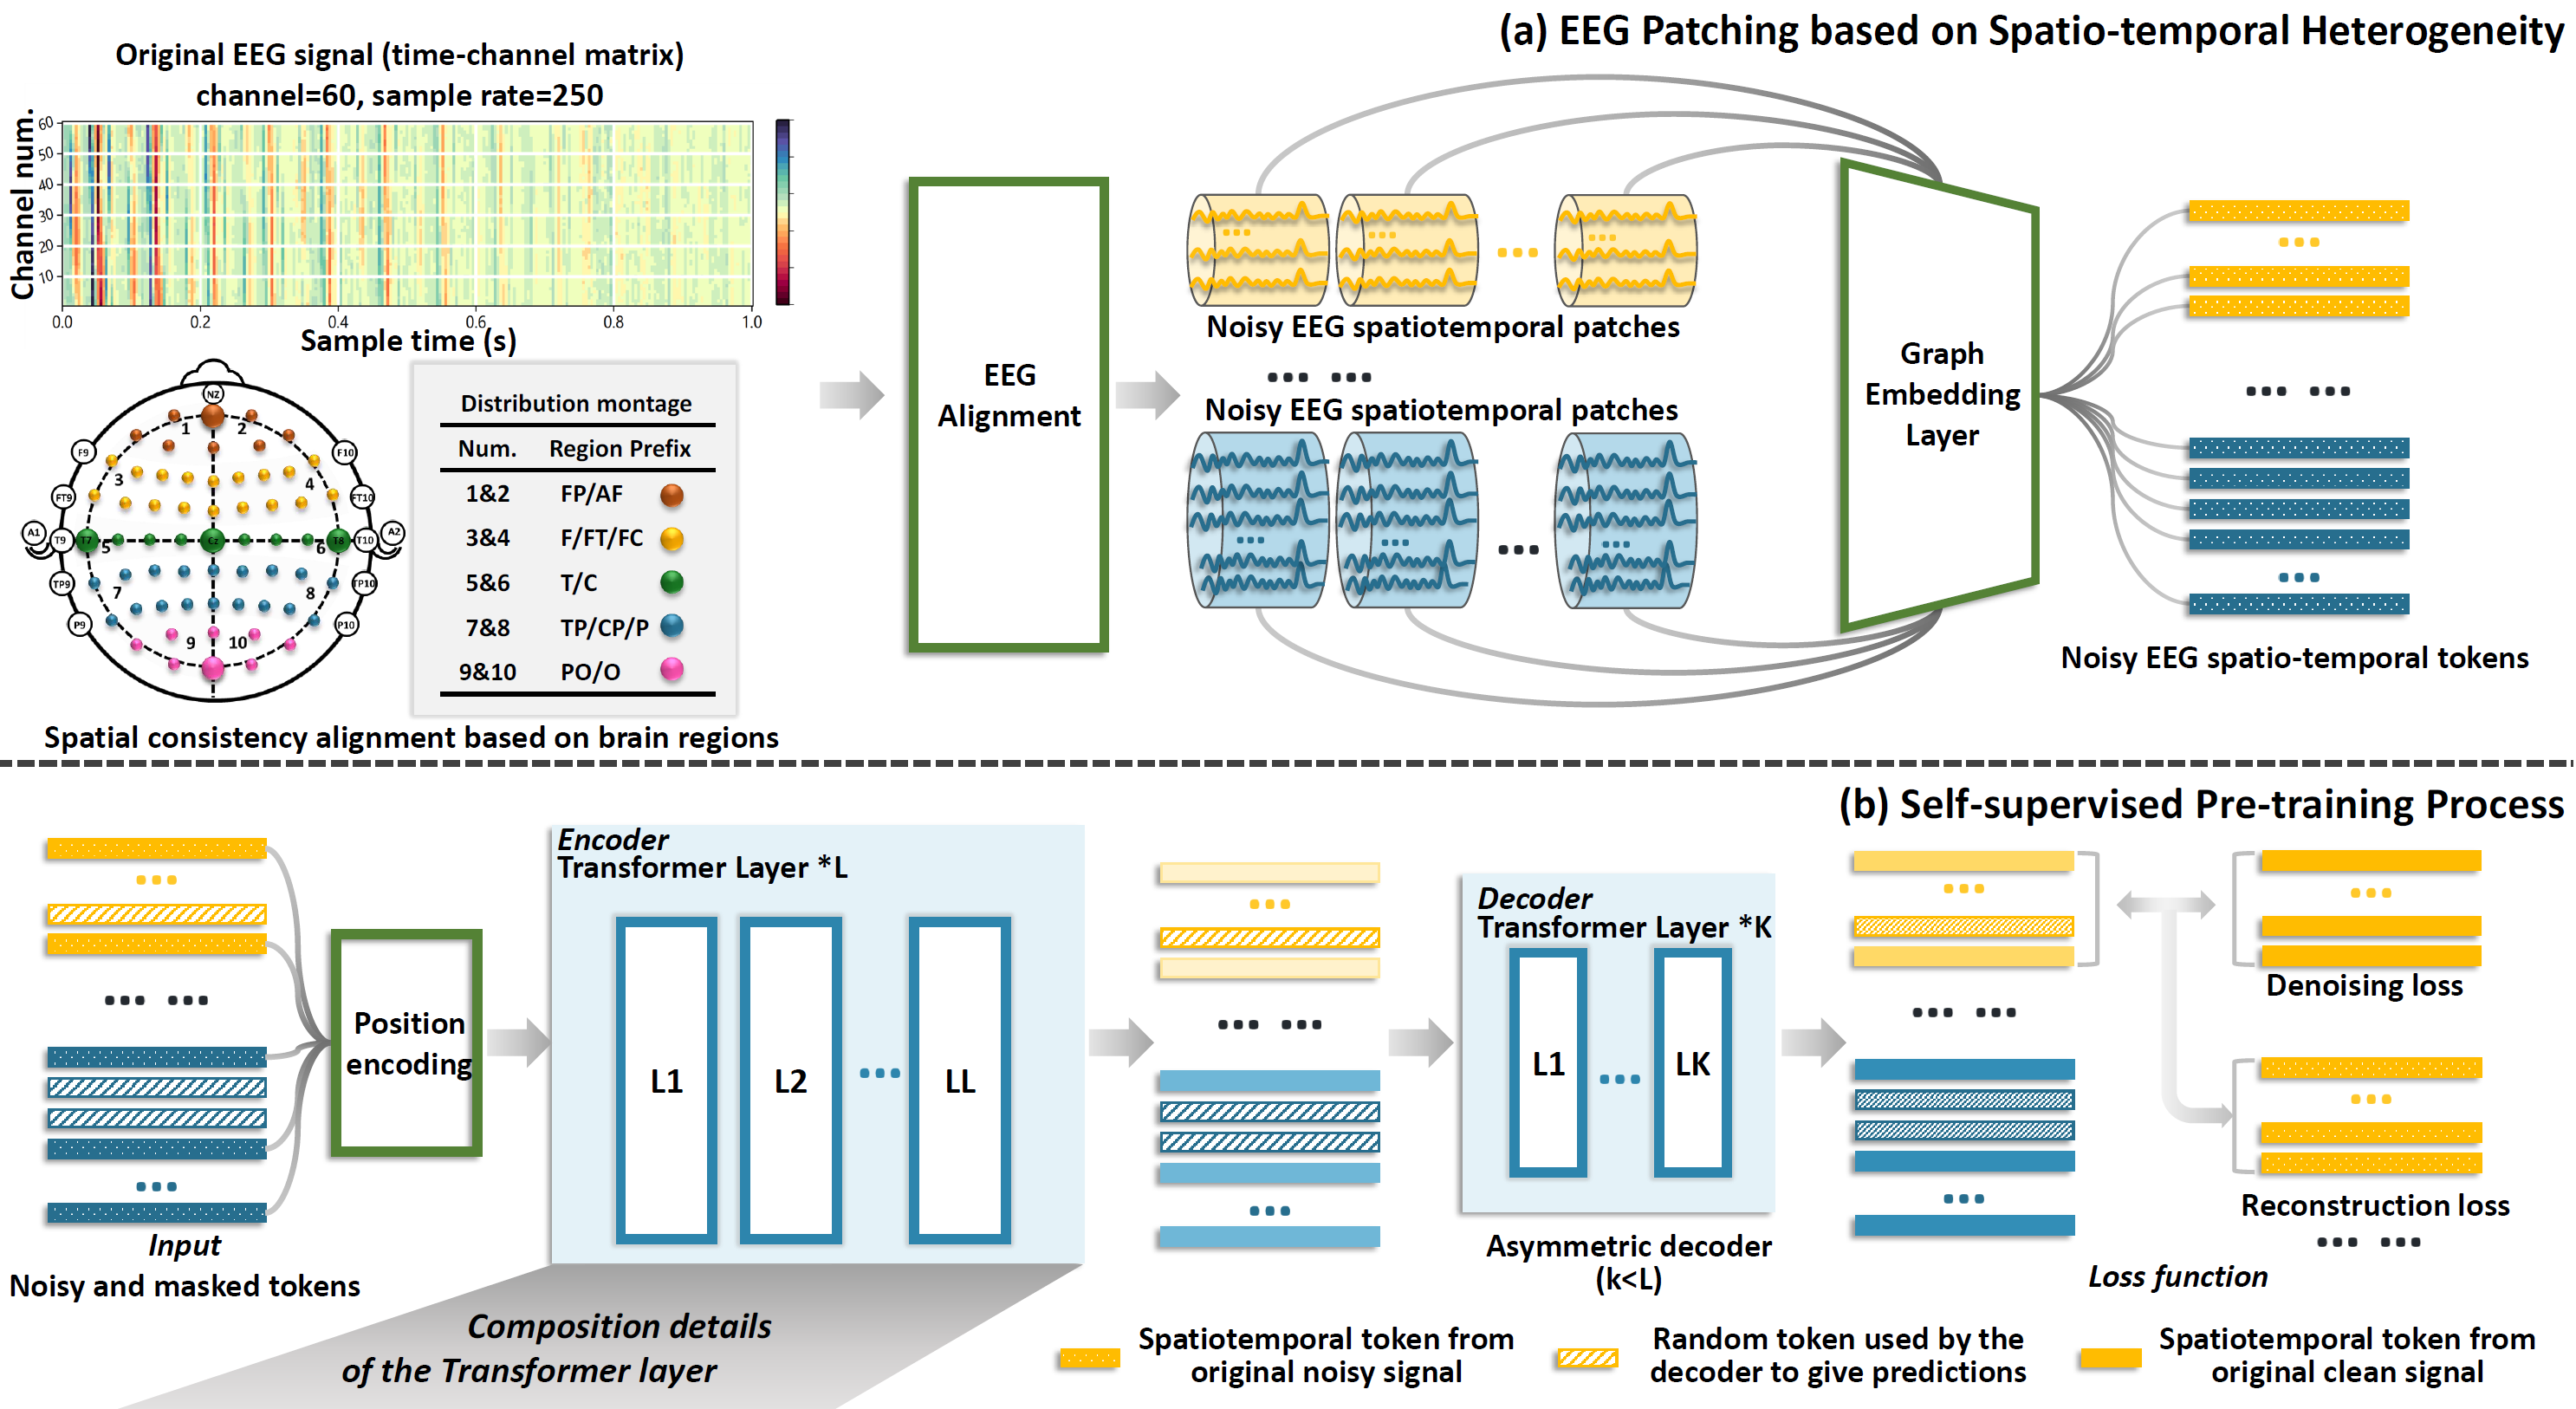 (a) EEG Patching based on Spatio-temporal Heterogeneity
Original EEG signal (time-channel matrix)
channel=60, sample rate=250
Channel num.
60
50
40
30
20
10
0.0 0.2 0.4 0.6 0.8 1.0
Sample time (s)
NZ
1 2
F9 F10
3 4
FT9 FT10
A1 T9 T7 5 Cz 6 T8 T10 A2
TP9 7 8 TP10
P9 P10
9 10
Distribution montage
Num. Region Prefix
1&2 FP/AF
3&4 F/FT/FC
5&6 T/C
7&8 TP/CP/P
9&10 PO/O
Spatial consistency alignment based on brain regions
EEG
Alignment
Noisy EEG spatiotemporal patches
... ...
Noisy EEG spatiotemporal patches
Graph
Embedding
Layer
... ...
Noisy EEG spatio-temporal tokens
(b) Self-supervised Pre-training Process
... ...
Input
Noisy and masked tokens
Position
encoding
Encoder
Transformer Layer *L
L1 L2 ... LL
Composition details
of the Transformer layer
... ...
Decoder
Transformer Layer *K
L1 ... LK
Asymmetric decoder
(k<L)
... ...
Denoising loss
Reconstruction loss
... ...
Loss function
Spatiotemporal token from
original noisy signal
Random token used by the
decoder to give predictions
Spatiotemporal token from
original clean signal